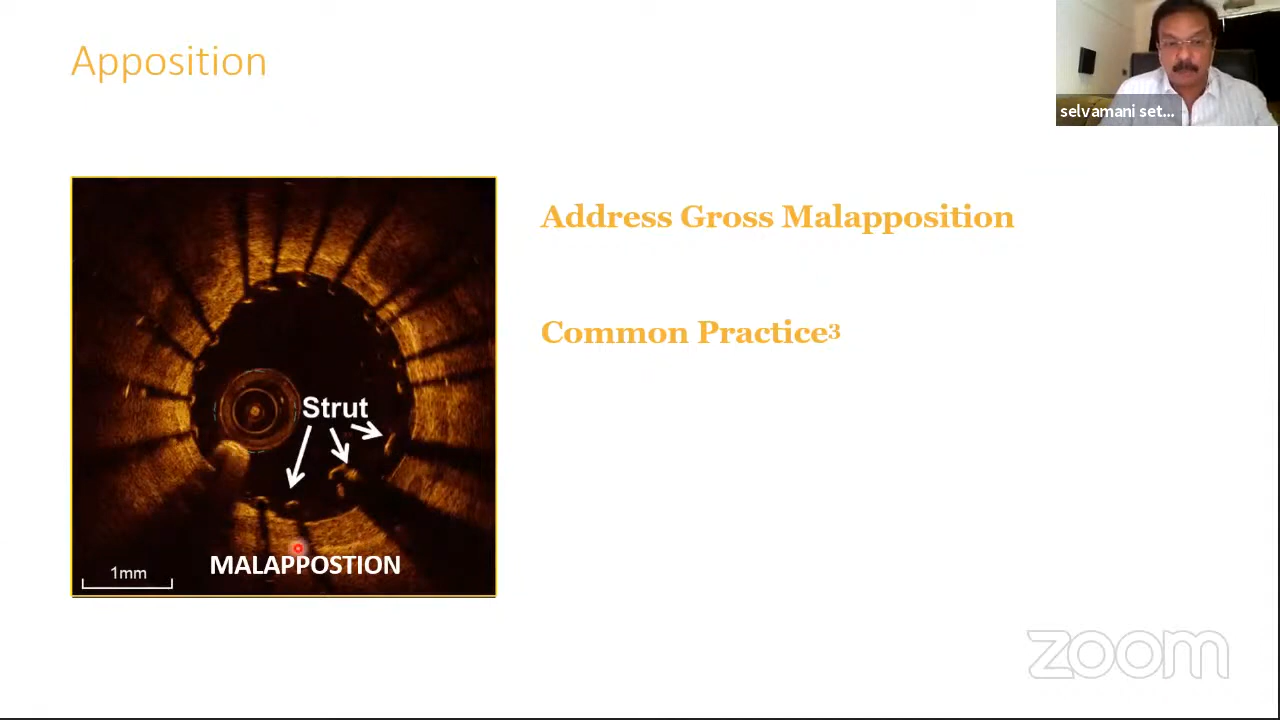 Apposition
selvamani set...
Address Gross Malapposition
Common Practice³
Strut
MALAPPOSTION
1mm
zoom